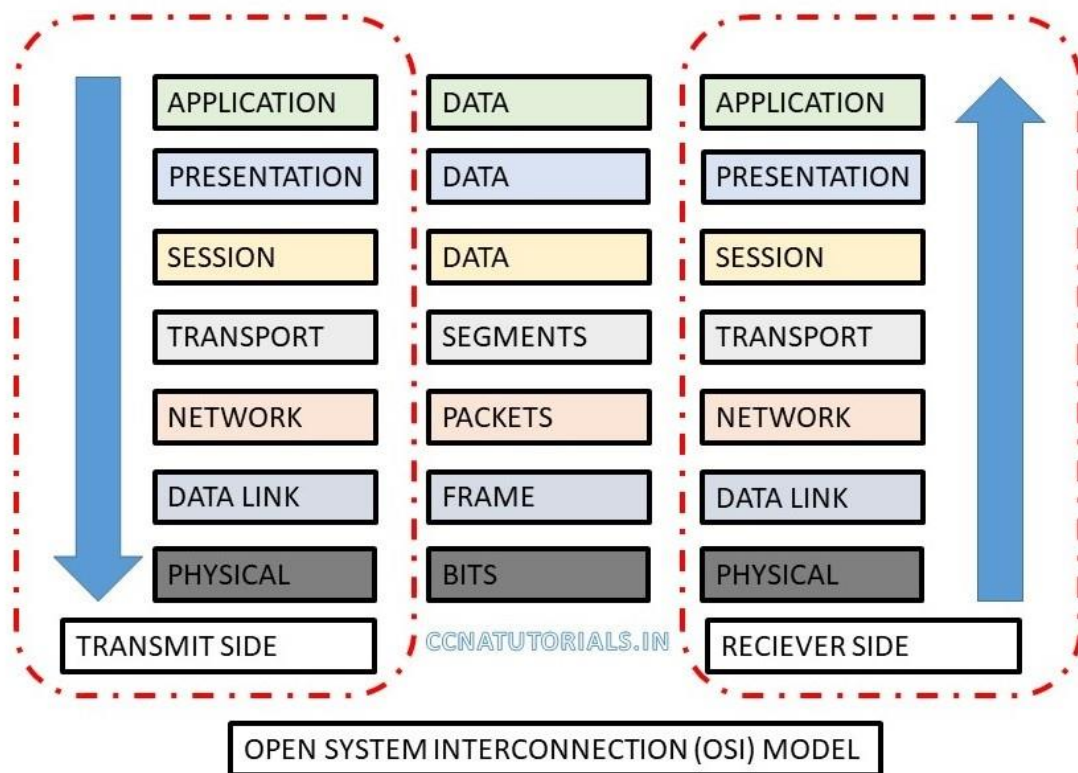 APPLICATION DATA APPLICATION
PRESENTATION DATA PRESENTATION
SESSION DATA SESSION
TRANSPORT SEGMENTS TRANSPORT
NETWORK PACKETS NETWORK
DATA LINK FRAME DATA LINK
PHYSICAL BITS PHYSICAL
TRANSMIT SIDE CCNATUTORIALS.IN RECIEVER SIDE
OPEN SYSTEM INTERCONNECTION (OSI) MODEL